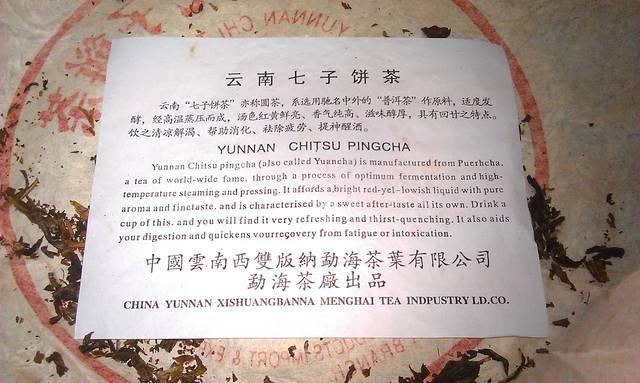 云南七子饼茶
云南“七子饼茶”亦称圆茶，系选用驰名中外的“普洱茶”作原料，适度发
酵，经高温蒸压而成，汤色红黄鲜亮、香气纯高、滋味醇厚，具有回甘之特点。
饮之清凉解渴、帮助消化、祛除疲劳、提神醒酒。
YUNNAN CHITSU PINGCHA
Yunnan Chitsu pingcha (also called Yuancha) is manufactured from Puerhcha,
a tea of world-wide fame, through a process of optimum fermentation and high-
temperature steaming and pressing. It affords a bright red-yel-lowish liquid with pure
aroma and finetaste. and is characterised by a sweet after-taste all its own. Drink a
cup of this. and you will find it very refreshing and thirst-quenching. It also aids
your digestion and quickens vourrecovery from fatigue or intoxication.
中國雲南西雙版納勐海茶葉有限公司
勐海茶廠出品
CHINA YUNNAN XISHUANGBANNA MENGHAI TEA INDPUSTRY LD.CO.